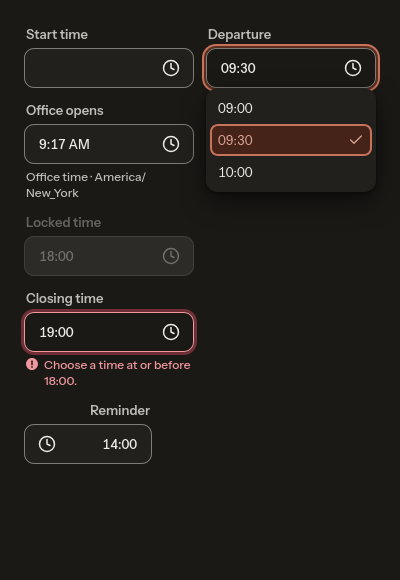 Start time
Departure
09:30
09:00
09:30
10:00
Office opens
9:17 AM
Office time · America/
New_York
Locked time
18:00
Closing time
19:00
Choose a time at or before
18:00.
Reminder
14:00